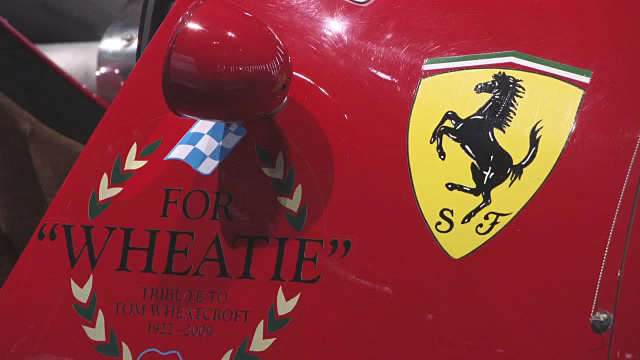 FOR
“WHEATIE”
TRIBUTE TO
TOM WHEATCROFT
1922 - 2009
S F